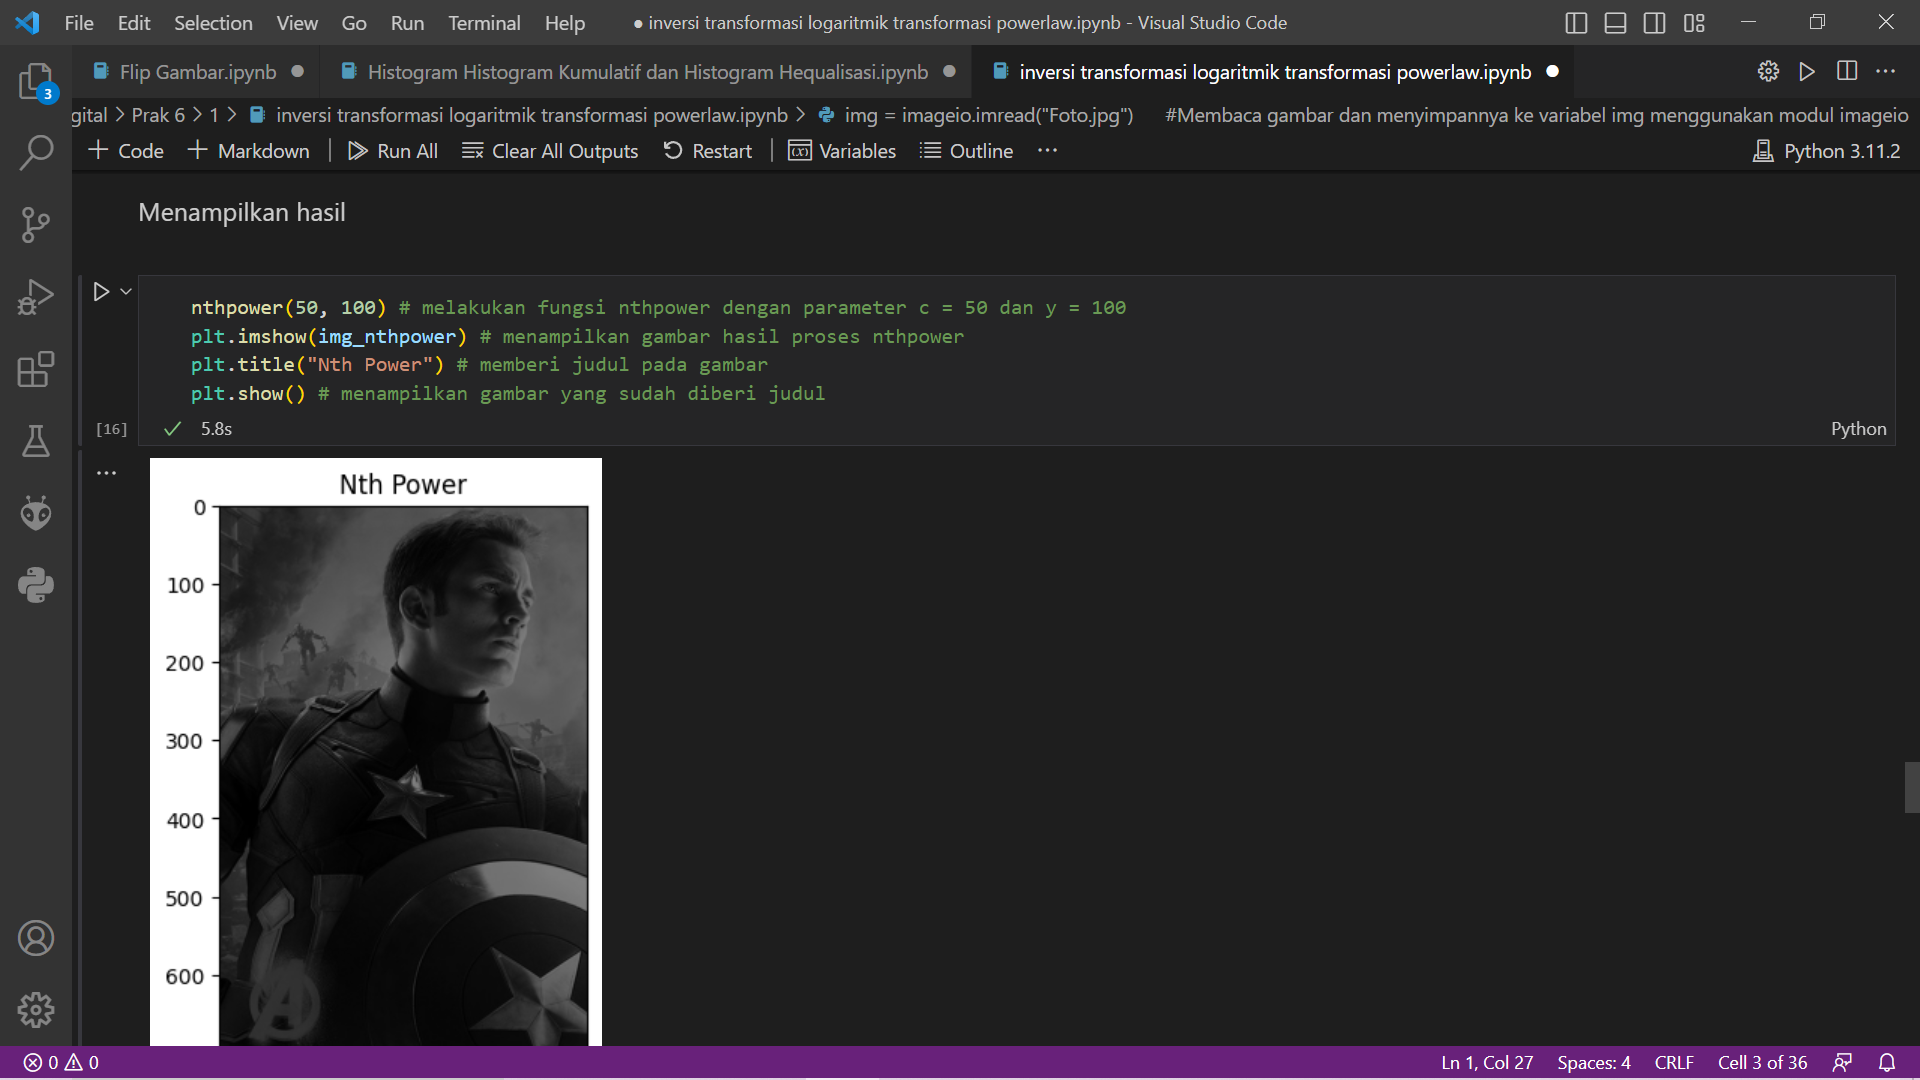 File Edit Selection View Go Run Terminal Help ● inversi transformasi logaritmik transformasi powerlaw.ipynb - Visual Studio Code
3
Flip Gambar.ipynb Histogram Histogram Kumulatif dan Histogram Hequalisasi.ipynb inversi transformasi logaritmik transformasi powerlaw.ipynb
gital > Prak 6 > 1 > inversi transformasi logaritmik transformasi powerlaw.ipynb > img = imageio.imread("Foto.jpg") #Membaca gambar dan menyimpannya ke variabel img menggunakan modul imageio
+ Code + Markdown | Run All Clear All Outputs Restart | Variables Outline ... Python 3.11.2
Menampilkan hasil
nthpower(50, 100) # melakukan fungsi nthpower dengan parameter c = 50 dan y = 100
plt.imshow(img_nthpower) # menampilkan gambar hasil proses nthpower
plt.title("Nth Power") # memberi judul pada gambar
plt.show() # menampilkan gambar yang sudah diberi judul
[16] ✓ 5.8s Python
...
Nth Power
0
100
200
300
400
500
600
A
0 0 Ln 1, Col 27 Spaces: 4 CRLF Cell 3 of 36